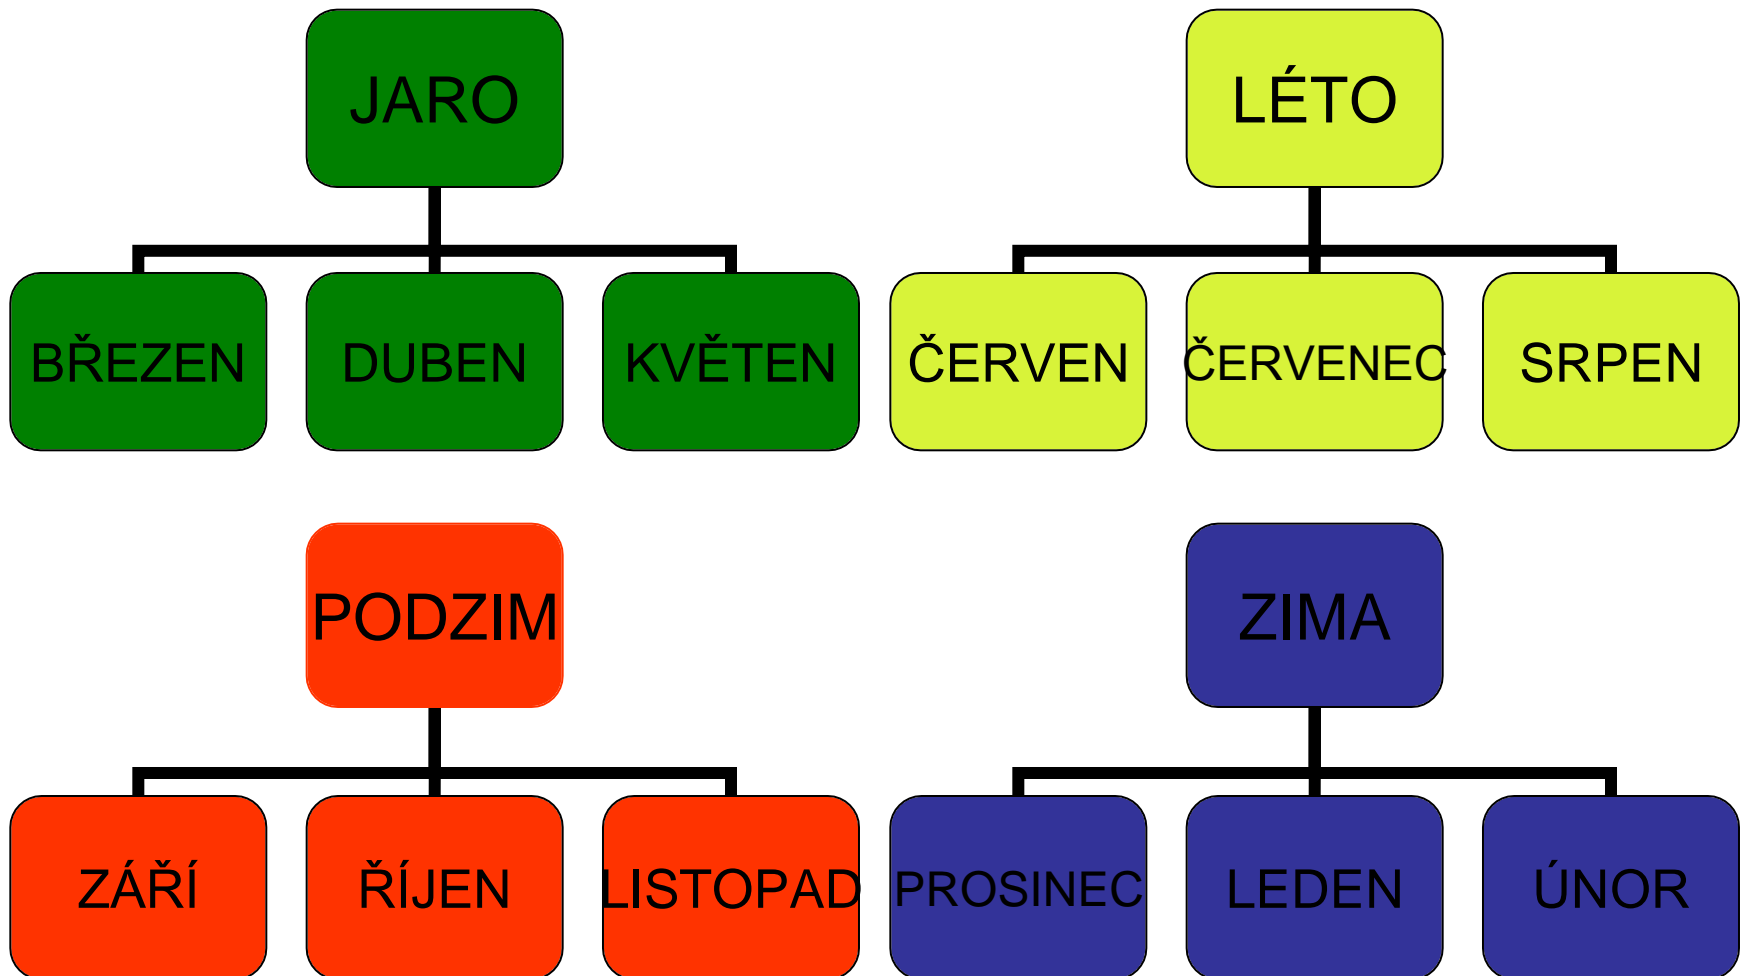 JARO
BŘEZEN
DUBEN
KVĚTEN
LÉTO
ČERVEN
ČERVENEC
SRPEN
PODZIM
ZÁŘÍ
ŘÍJEN
LISTOPAD
ZIMA
PROSINEC
LEDEN
ÚNOR